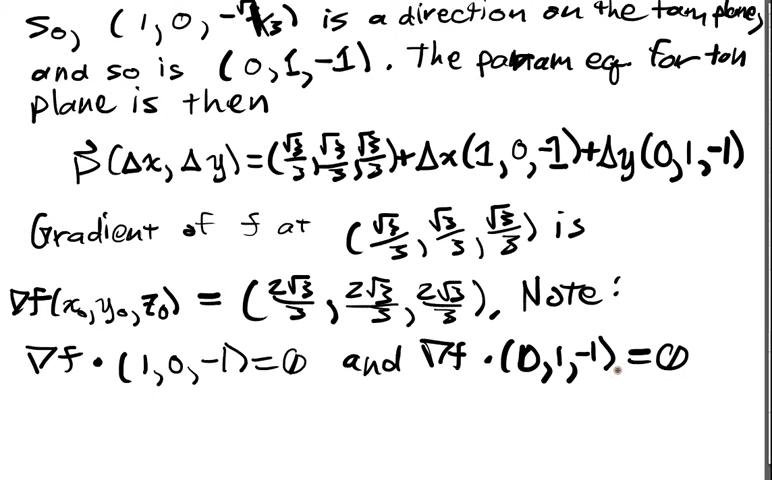 So, (1, 0, -√1/3) is a direction on the tan plane,
and so is (0, 1, -1). The param eq. for tan
plane is then
P⃗(Δx, Δy) = (√3/3, √3/3, √3/3) + Δx(1, 0, -1) + Δy(0, 1, -1)
Gradient of f at (√3/3, √3/3, √3/3) is
∇f(x₀, y₀, z₀) = (2√3/3, 2√3/3, 2√3/3). Note:
∇f · (1, 0, -1) = 0 and ∇f · (0, 1, -1) = 0